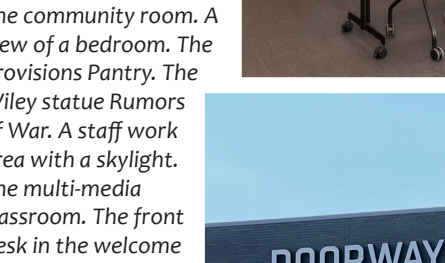 he community room. A
ew of a bedroom. The
rovisions Pantry. The
Wiley statue Rumors
f War. A staff work
rea with a skylight.
he multi-media
assroom. The front
esk in the welcome
DOORWAY